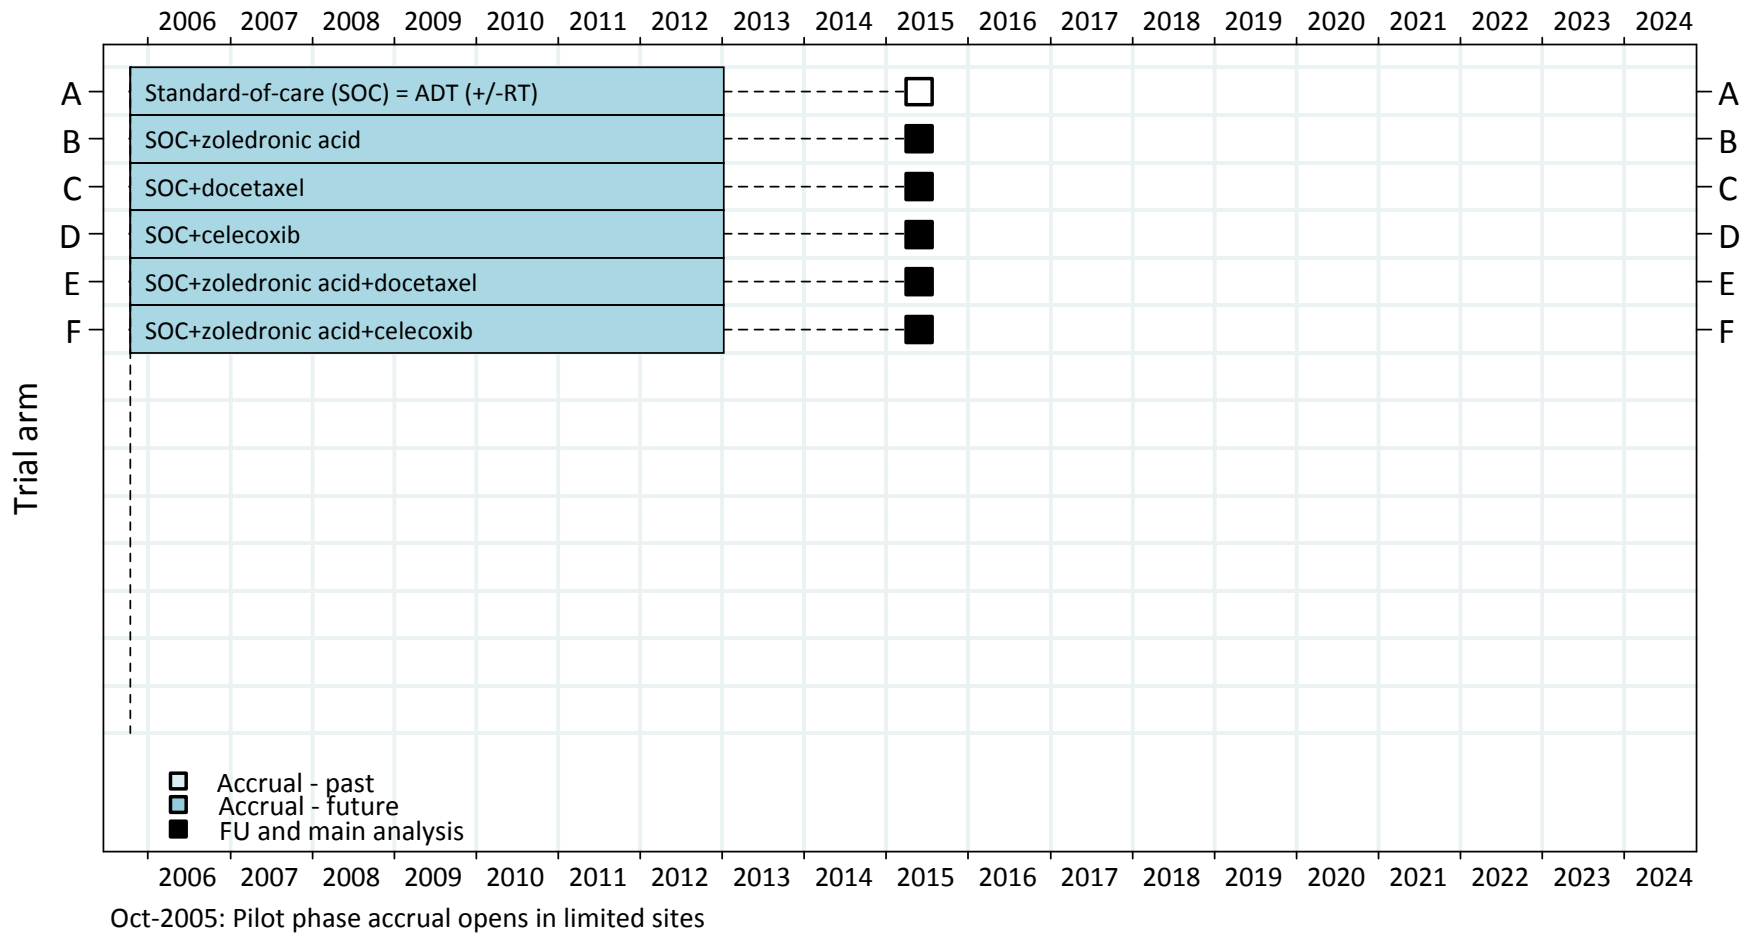 2006 2007 2008 2009 2010 2011 2012 2013 2014 2015 2016 2017 2018 2019 2020 2021 2022 2023 2024
A Standard-of-care (SOC) = ADT (+/-RT) A
B SOC+zoledronic acid B
C SOC+docetaxel C
D SOC+celecoxib D
E SOC+zoledronic acid+docetaxel E
F SOC+zoledronic acid+celecoxib F
Trial arm
Accrual - past
Accrual - future
FU and main analysis
2006 2007 2008 2009 2010 2011 2012 2013 2014 2015 2016 2017 2018 2019 2020 2021 2022 2023 2024
Oct-2005: Pilot phase accrual opens in limited sites